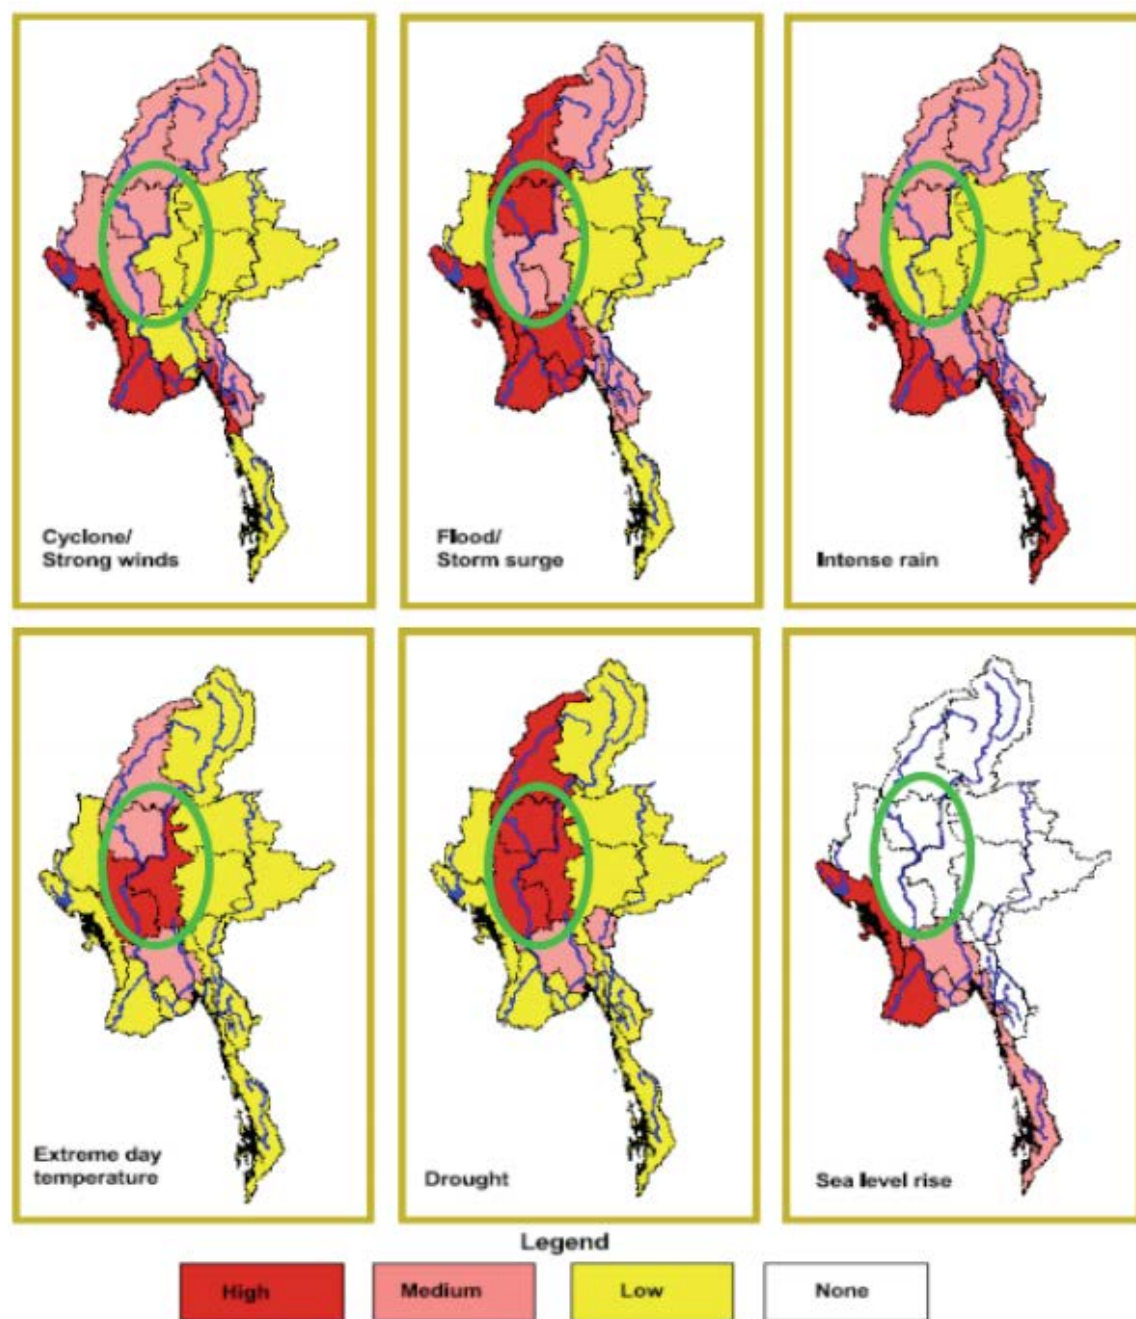 Cyclone/
Strong winds
Flood/
Storm surge
Intense rain
Extreme day
temperature
Drought
Sea level rise
Legend
High
Medium
Low
None